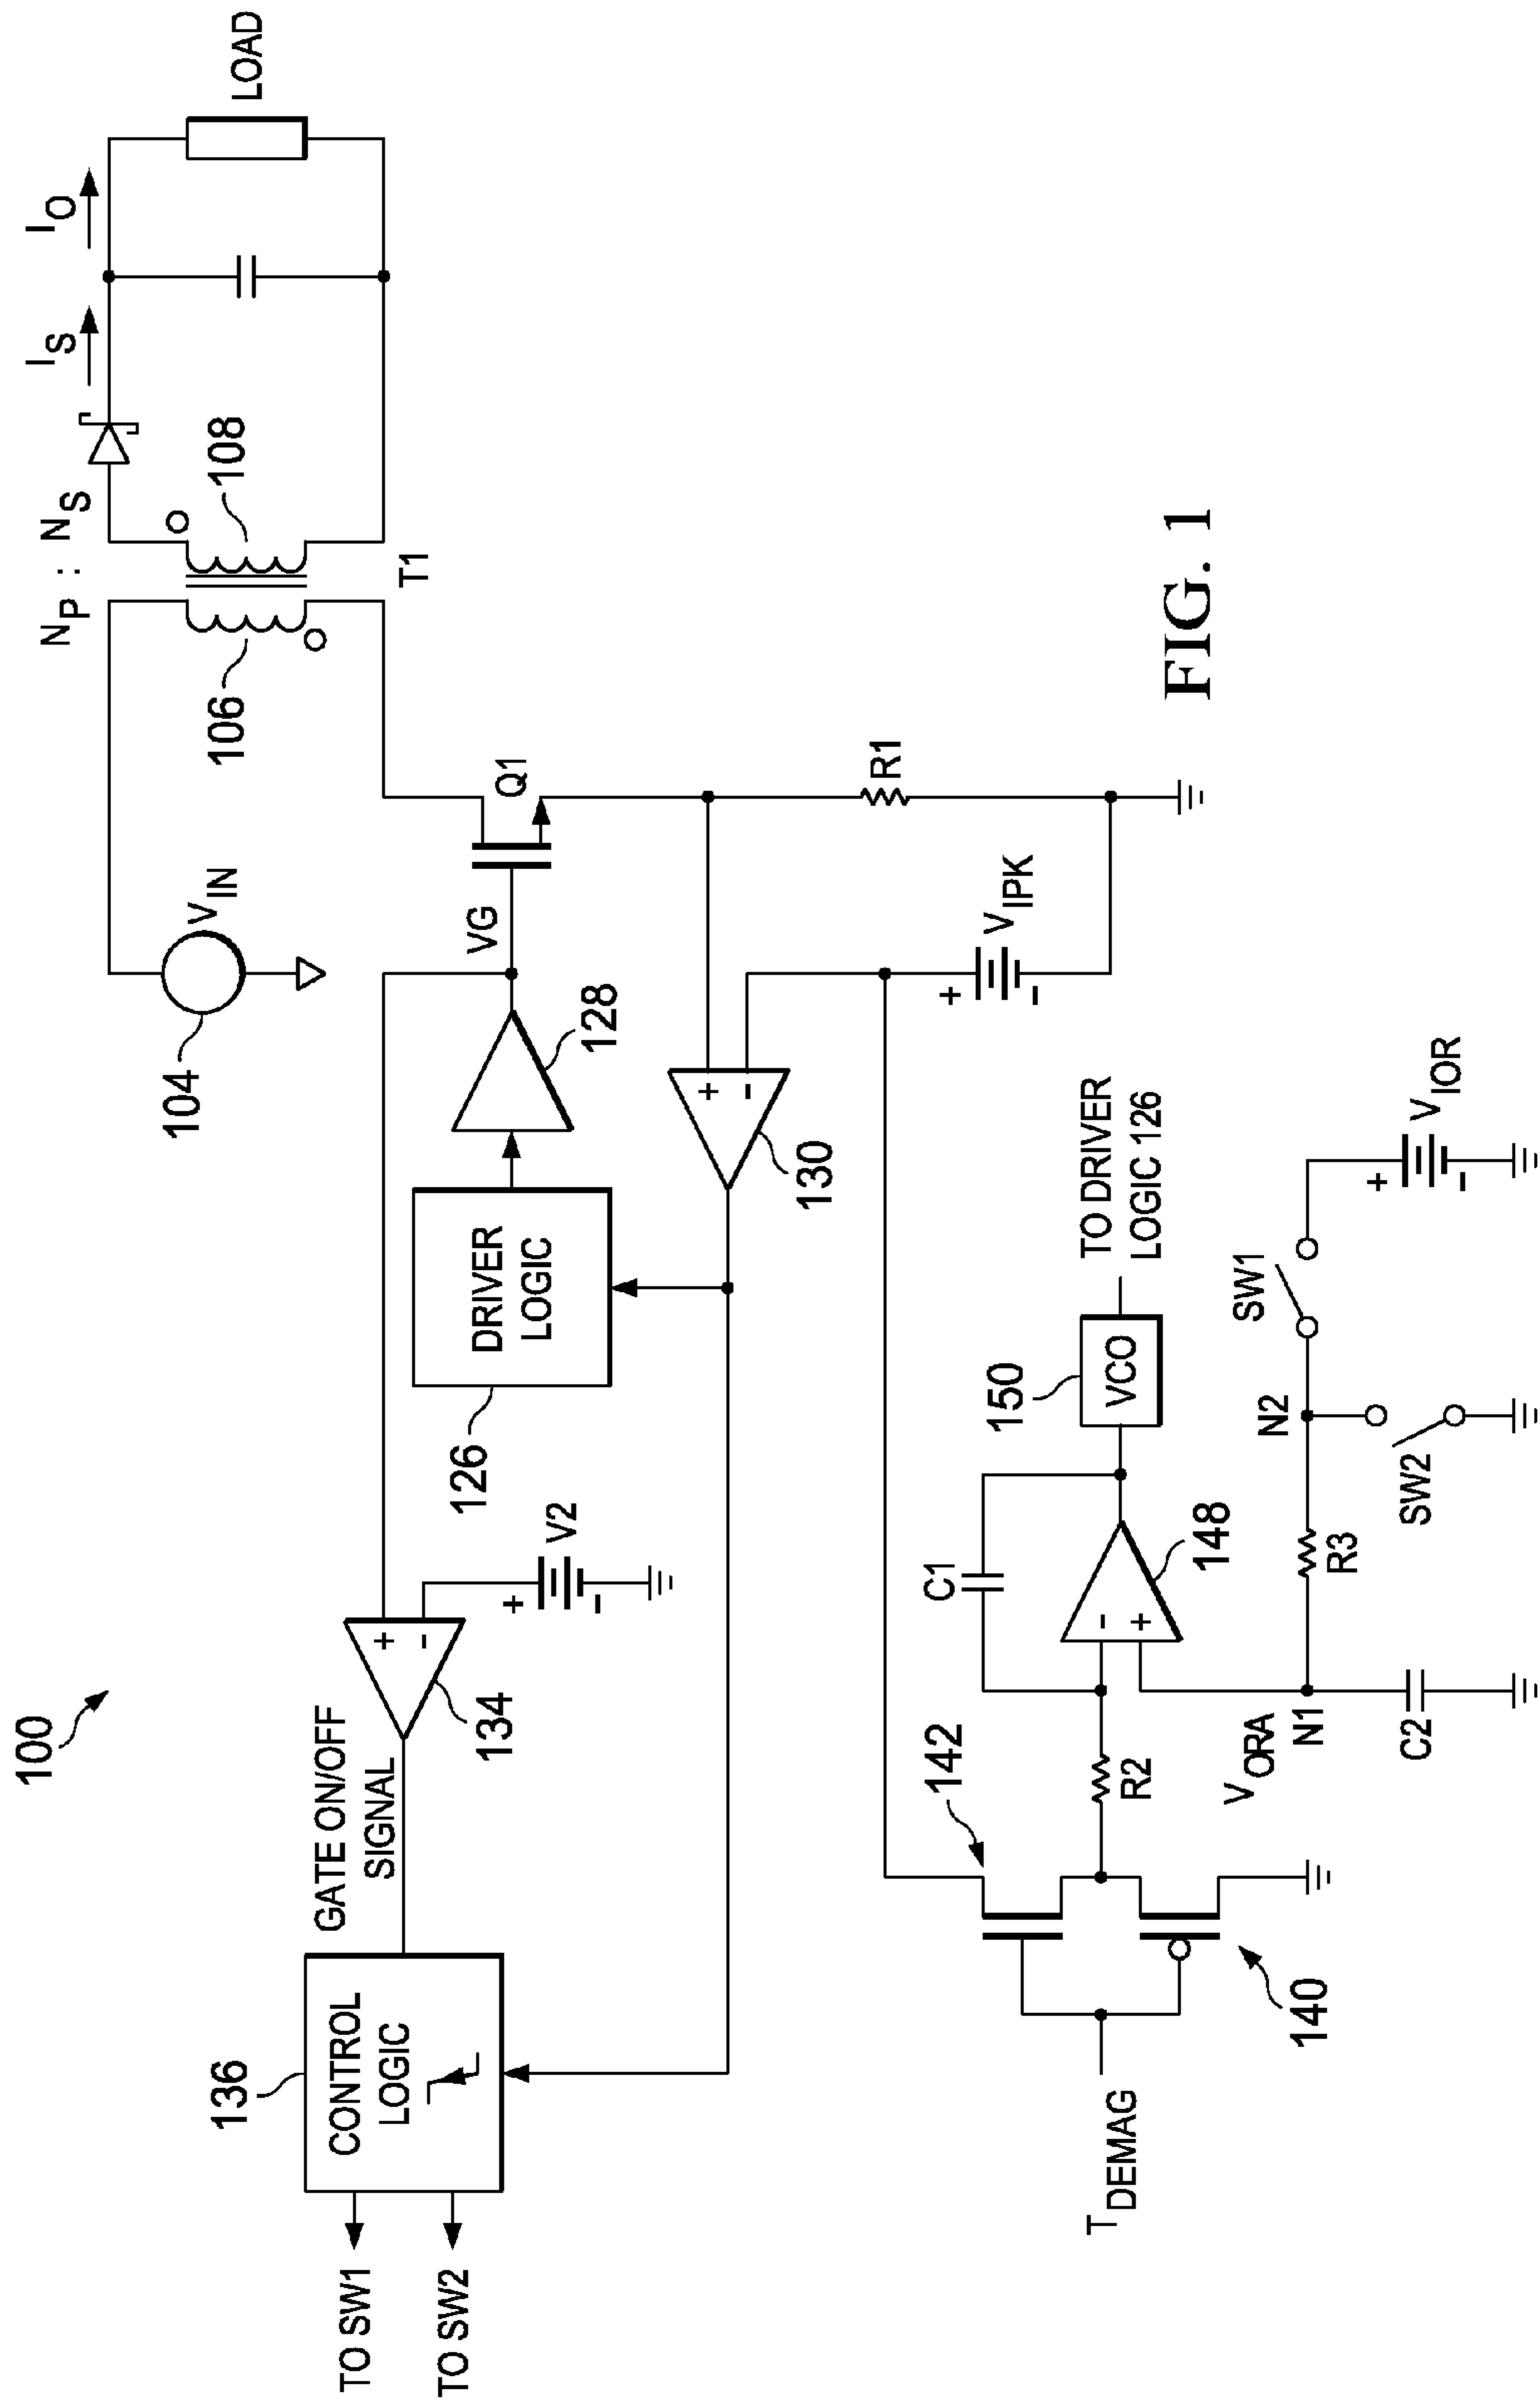 100
N_P : N_S
I_S
I_O
LOAD
104
V_IN
106
108
T1
136
CONTROL
LOGIC
TO SW1
TO SW2
GATE ON/OFF
SIGNAL
+
-
134
+
V2
-
126
DRIVER
LOGIC
128
VG
Q1
+
-
130
R1
+
V_IPK
-
T_DEMAG
142
140
R2
C1
-
+
148
150
VCO
TO DRIVER
LOGIC 126
V_ORA
N1
C2
R3
N2
SW2
SW1
+
V_IOR
-
FIG. 1